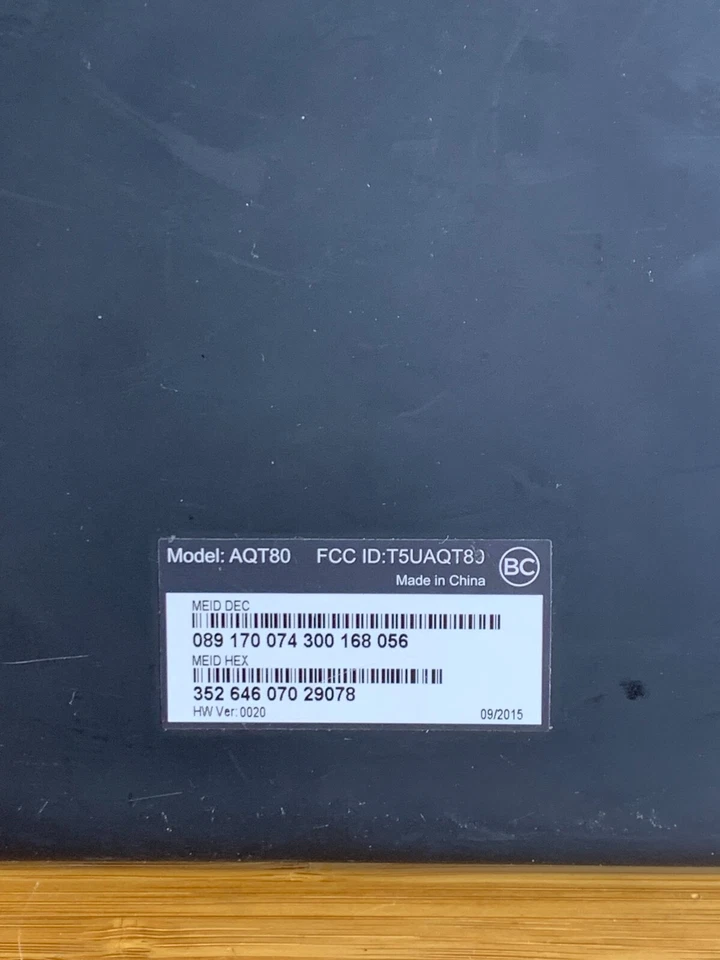 Model: AQT80 FCC ID:T5UAQT80
Made in China
BC
MEID DEC
089 170 074 300 168 056
MEID HEX
352 646 070 29078
HW Ver: 0020 09/2015